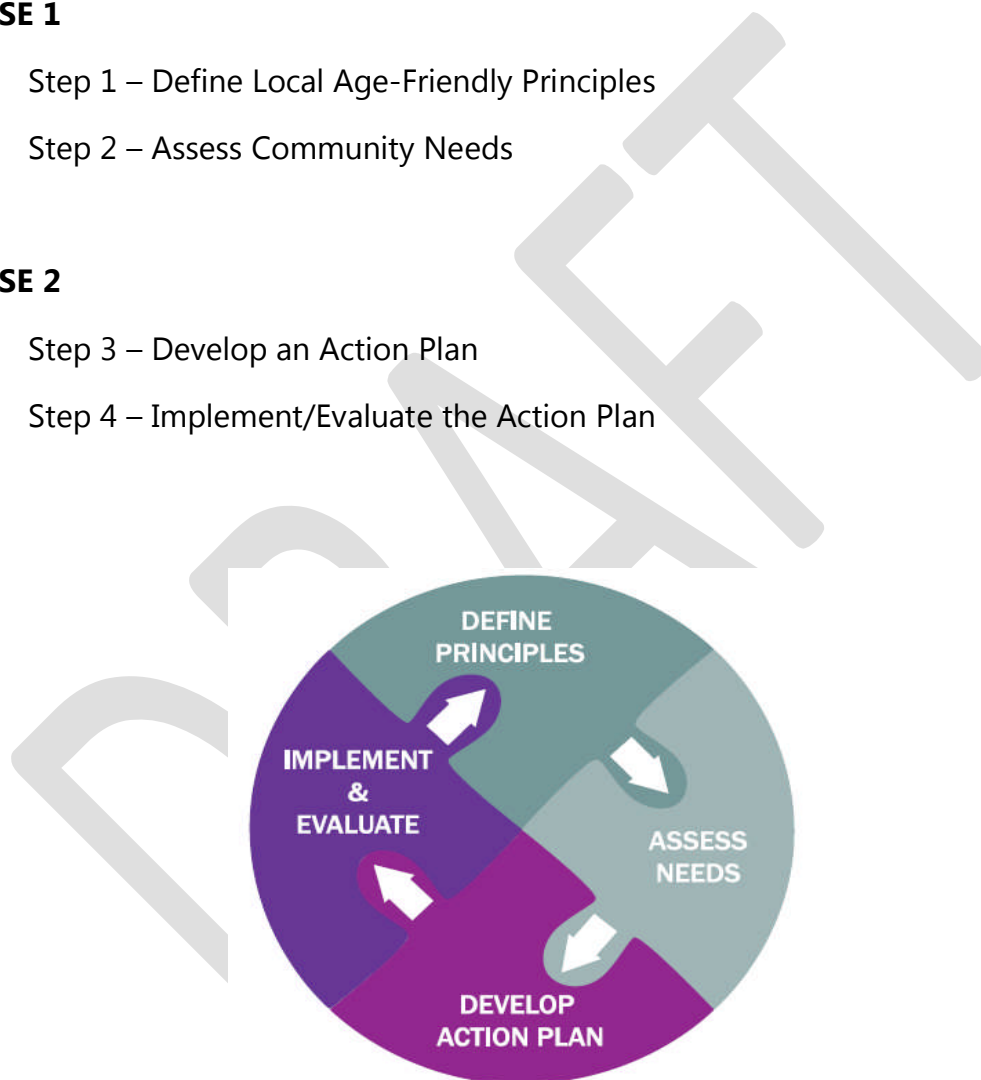 SE 1
Step 1 – Define Local Age-Friendly Principles
Step 2 – Assess Community Needs
SE 2
Step 3 – Develop an Action Plan
Step 4 – Implement/Evaluate the Action Plan
DRAFT
DEFINE
PRINCIPLES
IMPLEMENT
&
EVALUATE
ASSESS
NEEDS
DEVELOP
ACTION PLAN